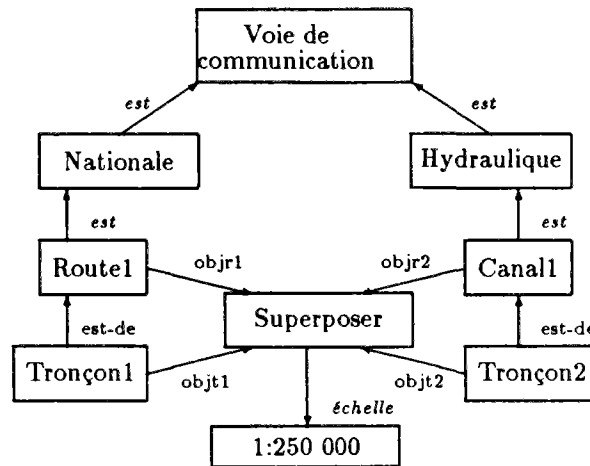 Voie de
communication
est
est
Nationale
Hydraulique
est
est
Route1
objr1
objr2
Canal1
Superposer
est-de
est-de
Tronçon1
objt1
objt2
Tronçon2
échelle
1:250 000